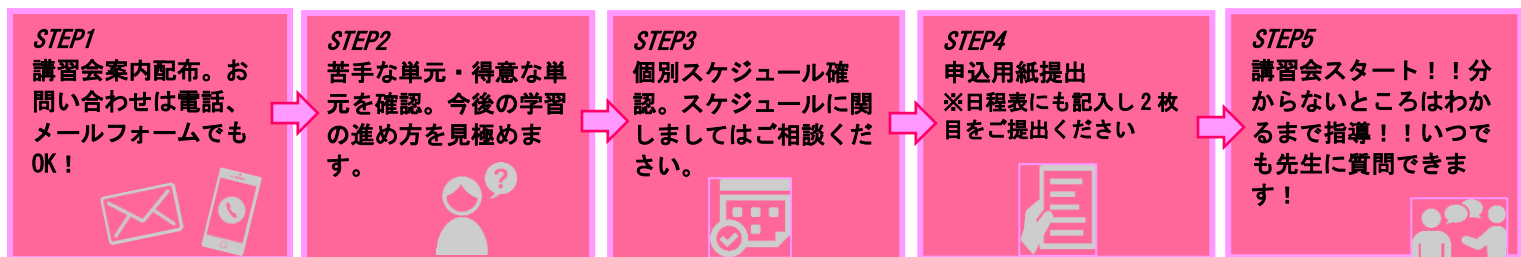 STEP1
講習会案内配布。お
問い合わせは電話、
メールフォームでも
OK！
STEP2
苦手な単元・得意な単
元を確認。今後の学習
の進め方を見極めま
す。
?
STEP3
個別スケジュール確
認。スケジュールに関
しましてはご相談くだ
さい。
STEP4
申込用紙提出
※日程表にも記入し２枚
目をご提出ください
STEP5
講習会スタート！！分
からないところはわか
るまで指導！！いつで
も先生に質問できま
す！